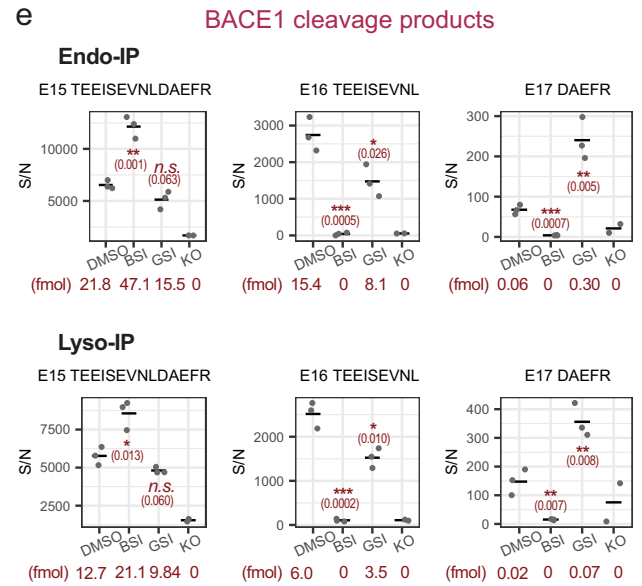 e
BACE1 cleavage products
Endo-IP
E15 TEEISEVNLDAEFR
E16 TEEISEVNL
E17 DAEFR
S/N
10000
5000
**
(0.001)
n.s.
(0.063)
DMSO
BSI
GSI
KO
S/N
3000
2000
1000
0
***
(0.0005)
*
(0.026)
DMSO
BSI
GSI
KO
S/N
300
200
100
0
***
(0.0007)
**
(0.005)
DMSO
BSI
GSI
KO
(fmol) 21.8 47.1 15.5 0
(fmol) 15.4 0 8.1 0
(fmol) 0.06 0 0.30 0
Lyso-IP
E15 TEEISEVNLDAEFR
E16 TEEISEVNL
E17 DAEFR
S/N
7500
5000
2500
*
(0.013)
n.s.
(0.060)
DMSO
BSI
GSI
KO
S/N
2000
1000
0
***
(0.0002)
*
(0.010)
DMSO
BSI
GSI
KO
S/N
400
300
200
100
0
**
(0.007)
**
(0.008)
DMSO
BSI
GSI
KO
(fmol) 12.7 21.1 9.84 0
(fmol) 6.0 0 3.5 0
(fmol) 0.02 0 0.07 0